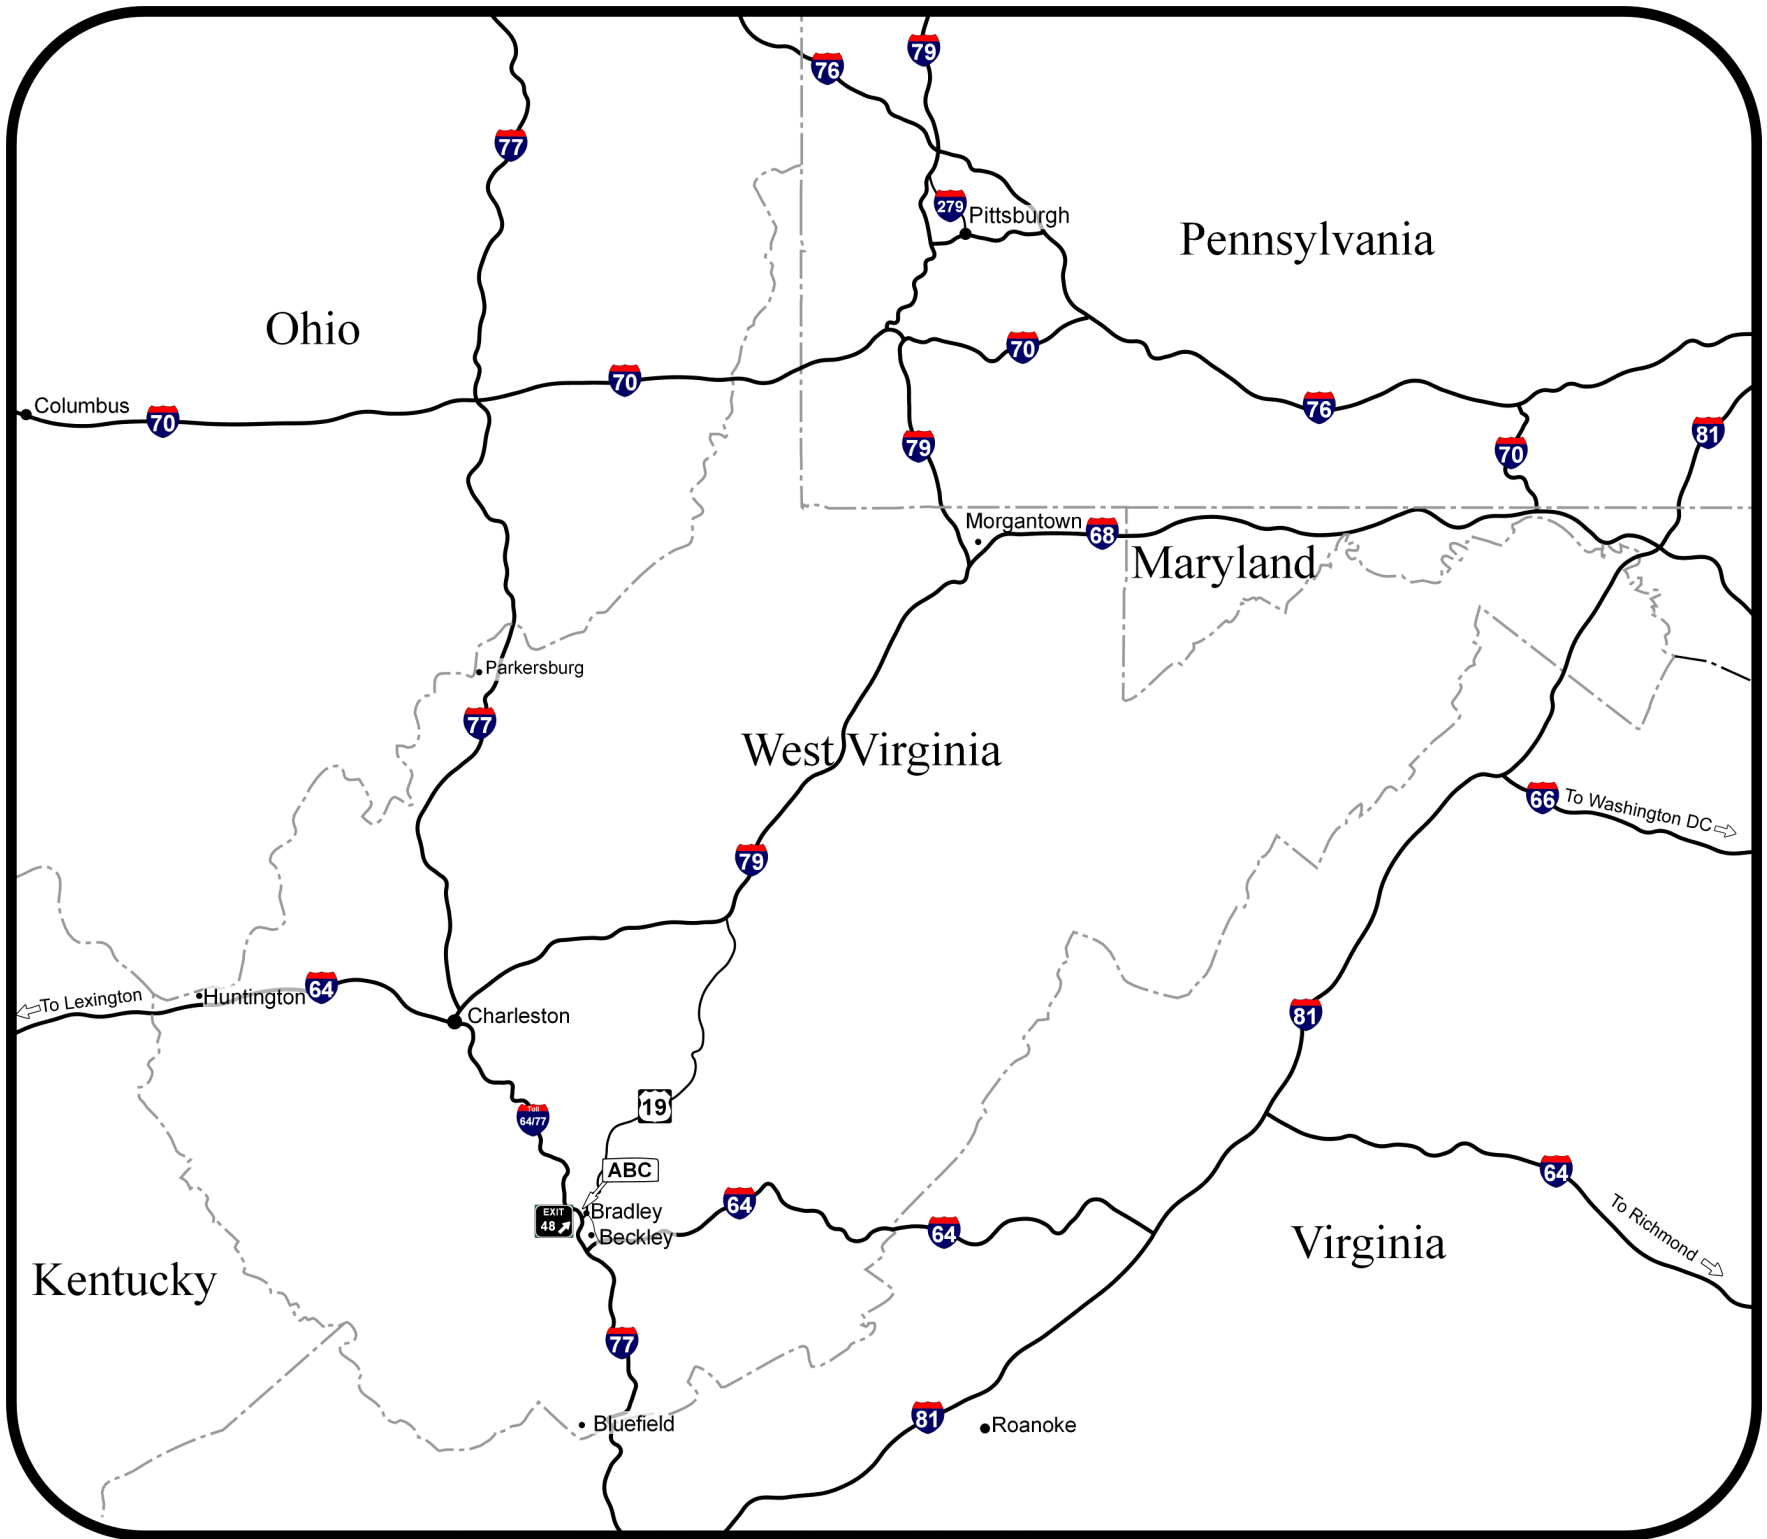 79
76
77
279
Pittsburgh
Pennsylvania
Ohio
70
70
Columbus
70
76
81
79
70
Morgantown
68
Maryland
Parkersburg
77
West Virginia
66
To Washington DC
79
To Lexington
Huntington
64
Charleston
81
19
Toll
64/77
ABC
64
64
EXIT
48
Bradley
Beckley
64
To Richmond
Virginia
Kentucky
77
81
Bluefield
Roanoke